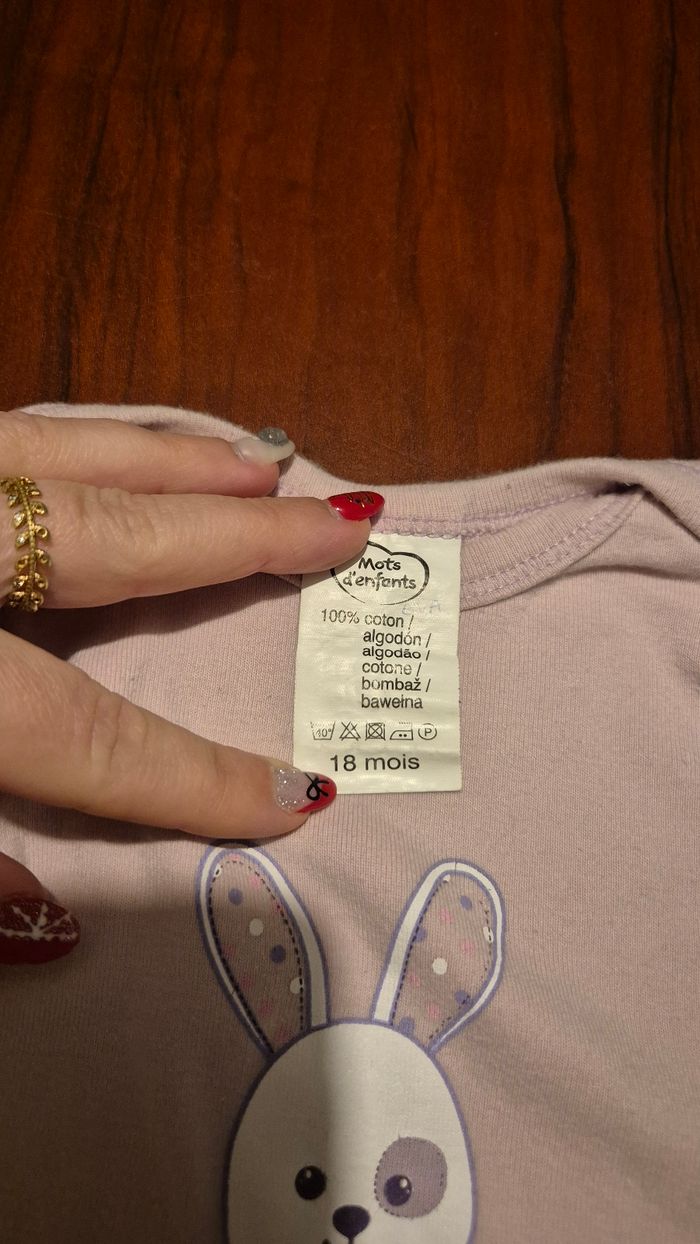 Mots
d'enfants
100% coton /
algodón /
algodão /
cotone /
bombaž /
bawełna
P
18 mois